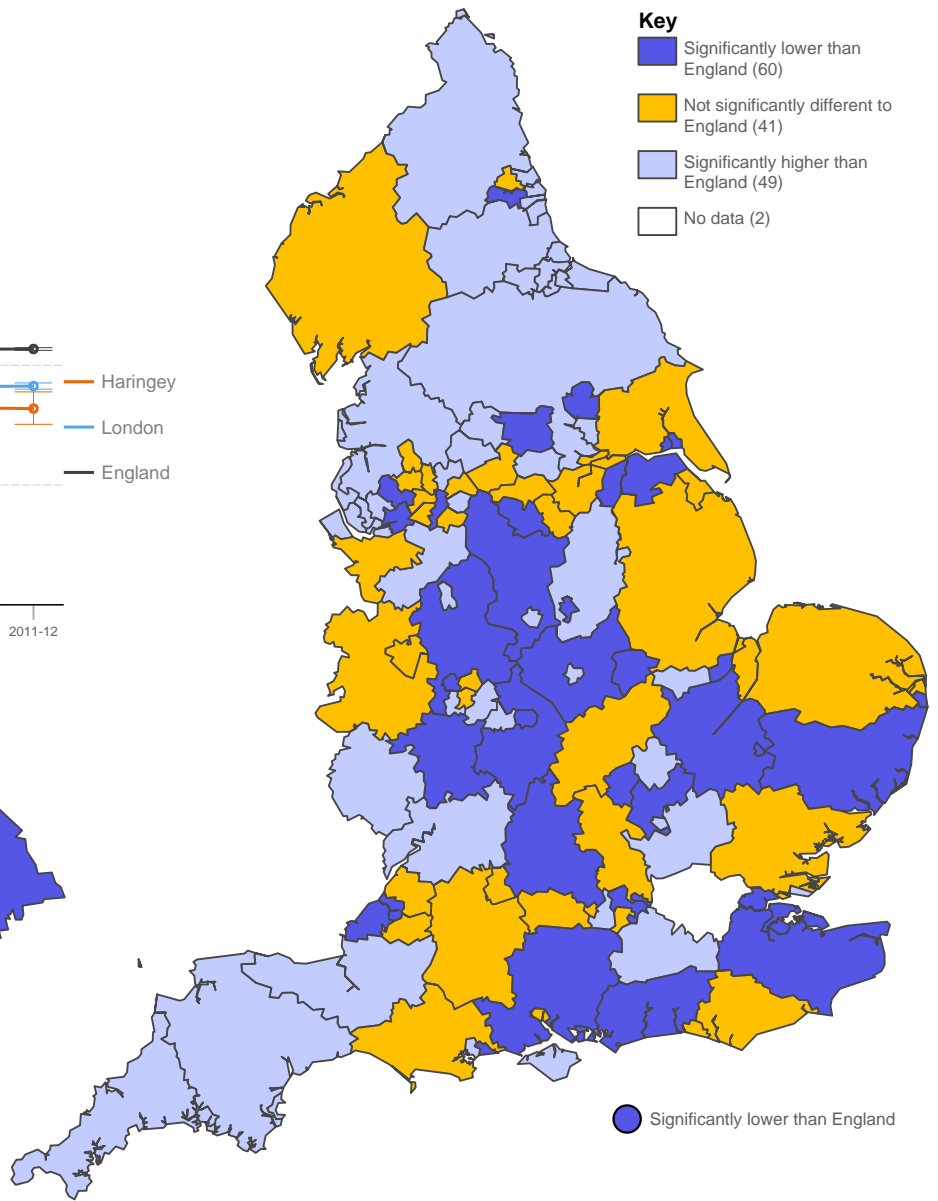 Key
Significantly lower than
England (60)
Not significantly different to
England (41)
Significantly higher than
England (49)
No data (2)
Haringey
London
England
2011-12
Significantly lower than England